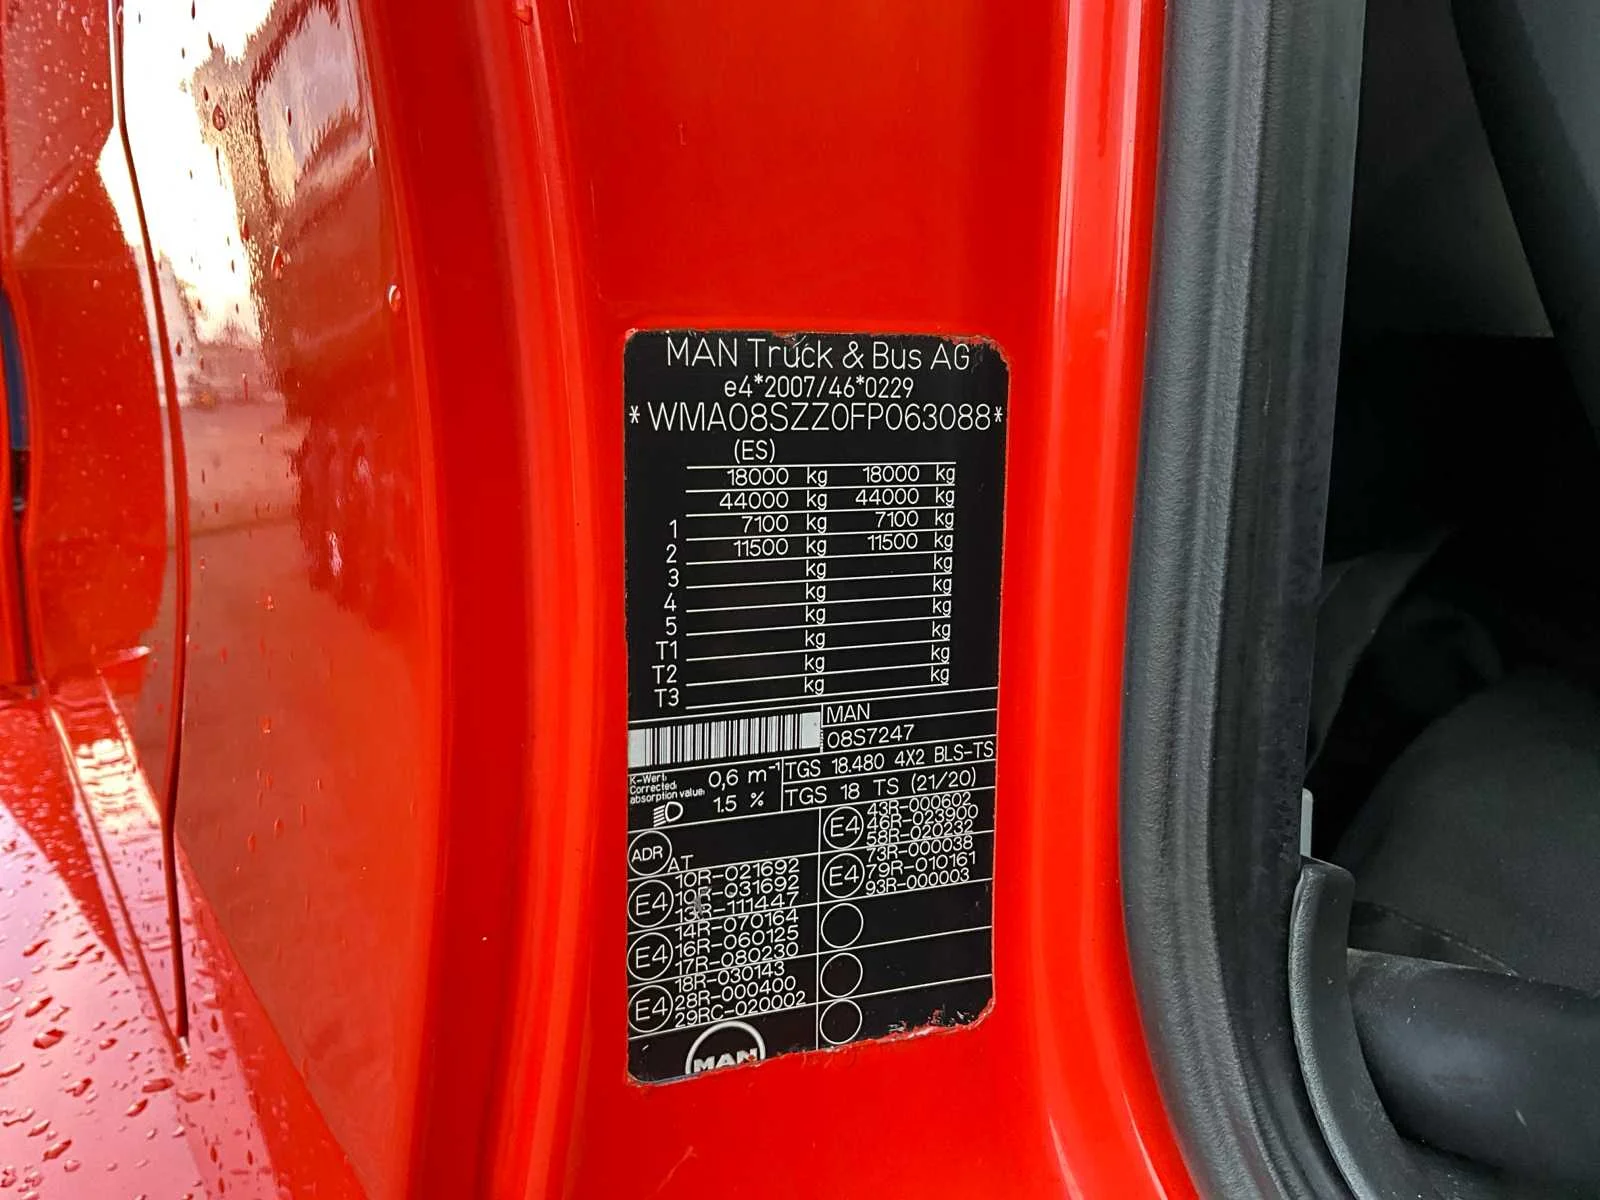 MAN Truck & Bus AG
e4*2007/46*0229
*WMA08SZZ0FP063088*
(ES)
18000 kg 18000 kg
44000 kg 44000 kg
1 7100 kg 7100 kg
2 11500 kg 11500 kg
3 kg kg
4 kg kg
5 kg kg
T1 kg kg
T2 kg kg
T3 kg kg
MAN
08S7247
K-Wert: Corrected absorption value: 0,6 m⁻¹
1.5 %
TGS 18.480 4X2 BLS-TS
TGS 18 TS (21/20)
ADR AT
E4 10R-021692
10R-031692
13R-111447
E4 14R-070164
16R-060125
17R-080230
E4 18R-030143
28R-000400
29RC-020002
E4 43R-000602
46R-023900
58R-020232
E4 73R-000038
79R-010161
93R-000003
MAN